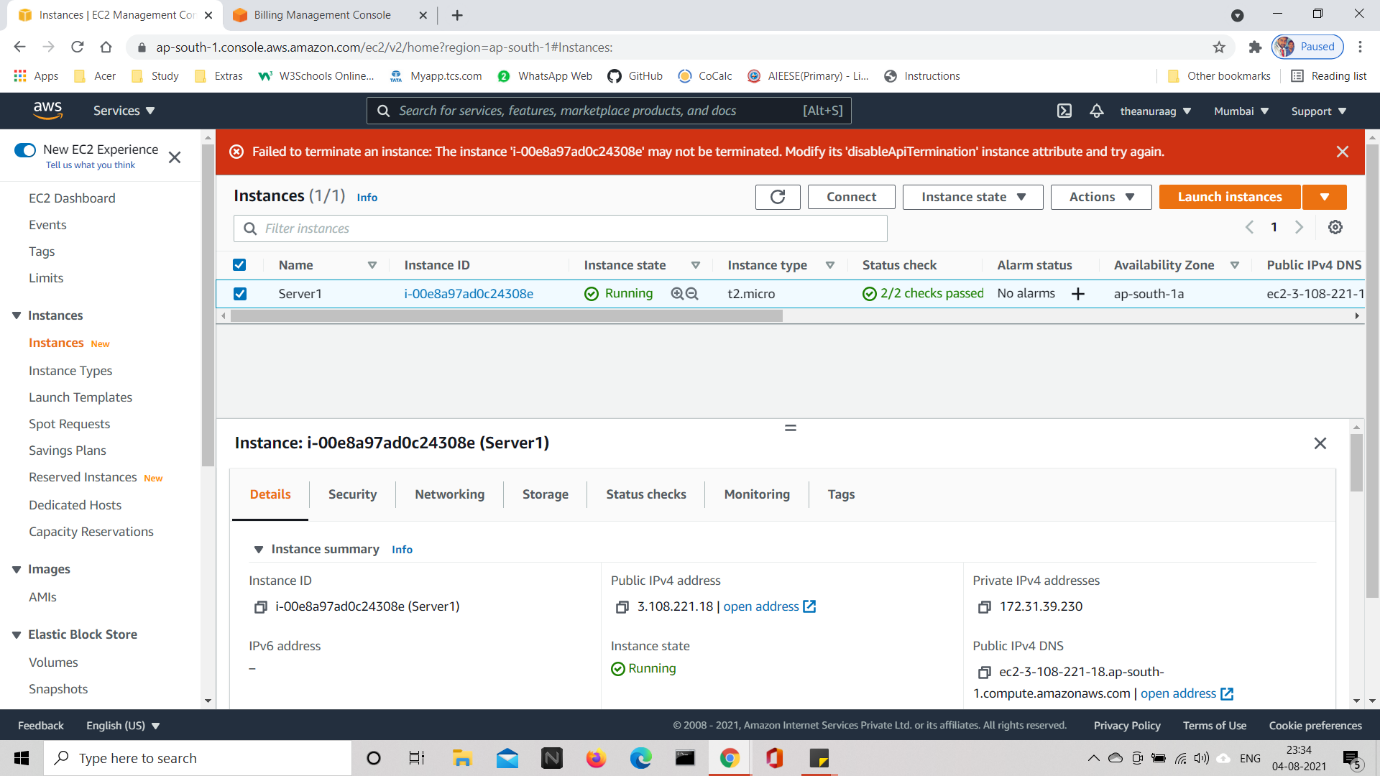 Instances | EC2 Management Con
Billing Management Console
ap-south-1.console.aws.amazon.com/ec2/v2/home?region=ap-south-1#Instances:
Paused
Apps Acer Study Extras W3Schools Online... Myapp.tcs.com WhatsApp Web GitHub CoCalc AIEESE(Primary) - Li... Instructions Other bookmarks Reading list
aws Services Search for services, features, marketplace products, and docs [Alt+S] theanuraag Mumbai Support
New EC2 Experience
Tell us what you think
EC2 Dashboard
Events
Tags
Limits
Instances
Instances New
Instance Types
Launch Templates
Spot Requests
Savings Plans
Reserved Instances New
Dedicated Hosts
Capacity Reservations
Images
AMIs
Elastic Block Store
Volumes
Snapshots
Failed to terminate an instance: The instance 'i-00e8a97ad0c24308e' may not be terminated. Modify its 'disableApiTermination' instance attribute and try again.
Instances (1/1) Info Connect Instance state Actions Launch instances
Filter instances 1
Name Instance ID Instance state Instance type Status check Alarm status Availability Zone Public IPv4 DNS
Server1 i-00e8a97ad0c24308e Running t2.micro 2/2 checks passed No alarms ap-south-1a ec2-3-108-221-1
Instance: i-00e8a97ad0c24308e (Server1)
Details Security Networking Storage Status checks Monitoring Tags
Instance summary Info
Instance ID
i-00e8a97ad0c24308e (Server1)
Public IPv4 address
3.108.221.18 | open address
Private IPv4 addresses
172.31.39.230
IPv6 address
–
Instance state
Running
Public IPv4 DNS
ec2-3-108-221-18.ap-south-
1.compute.amazonaws.com | open address
Feedback English (US) © 2008 - 2021, Amazon Internet Services Private Ltd. or its affiliates. All rights reserved. Privacy Policy Terms of Use Cookie preferences
Type here to search
N
ENG
23:34
04-08-2021
5